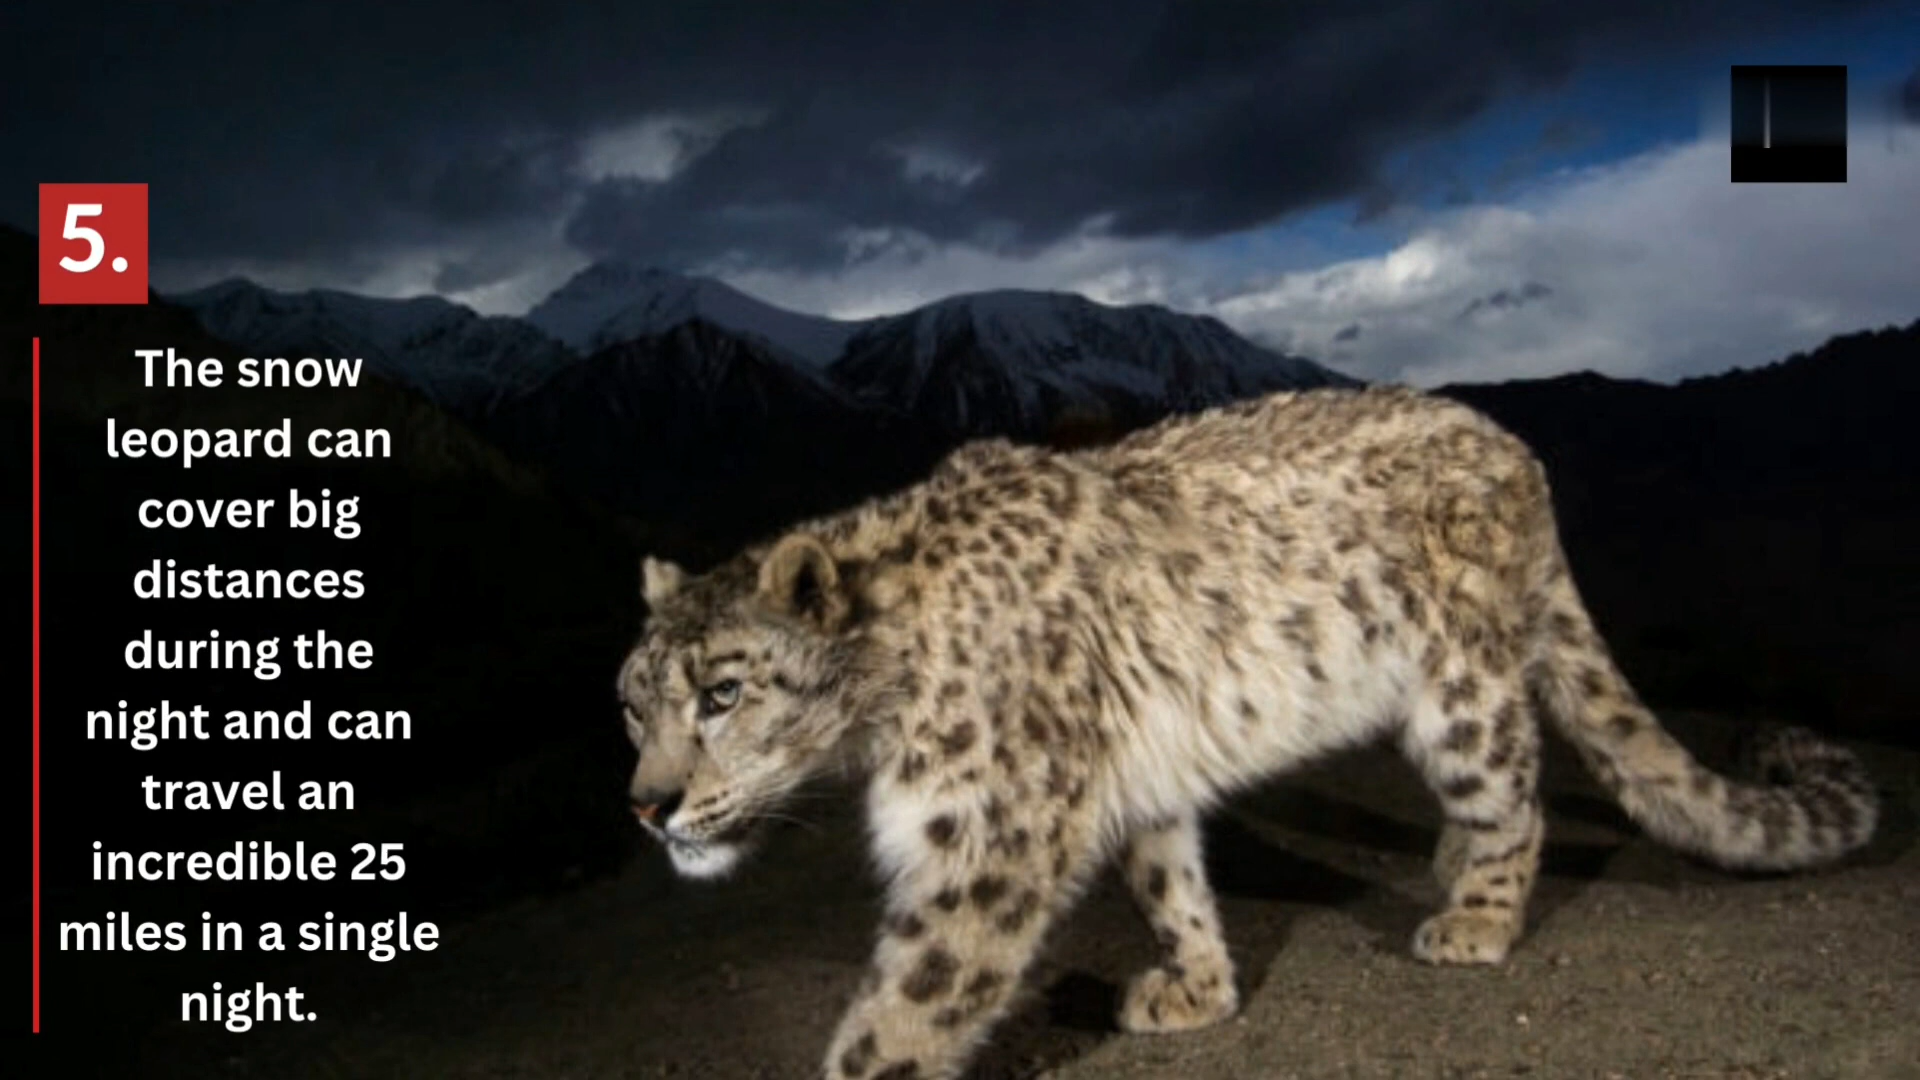 5.
The snow
leopard can
cover big
distances
during the
night and can
travel an
incredible 25
miles in a single
night.